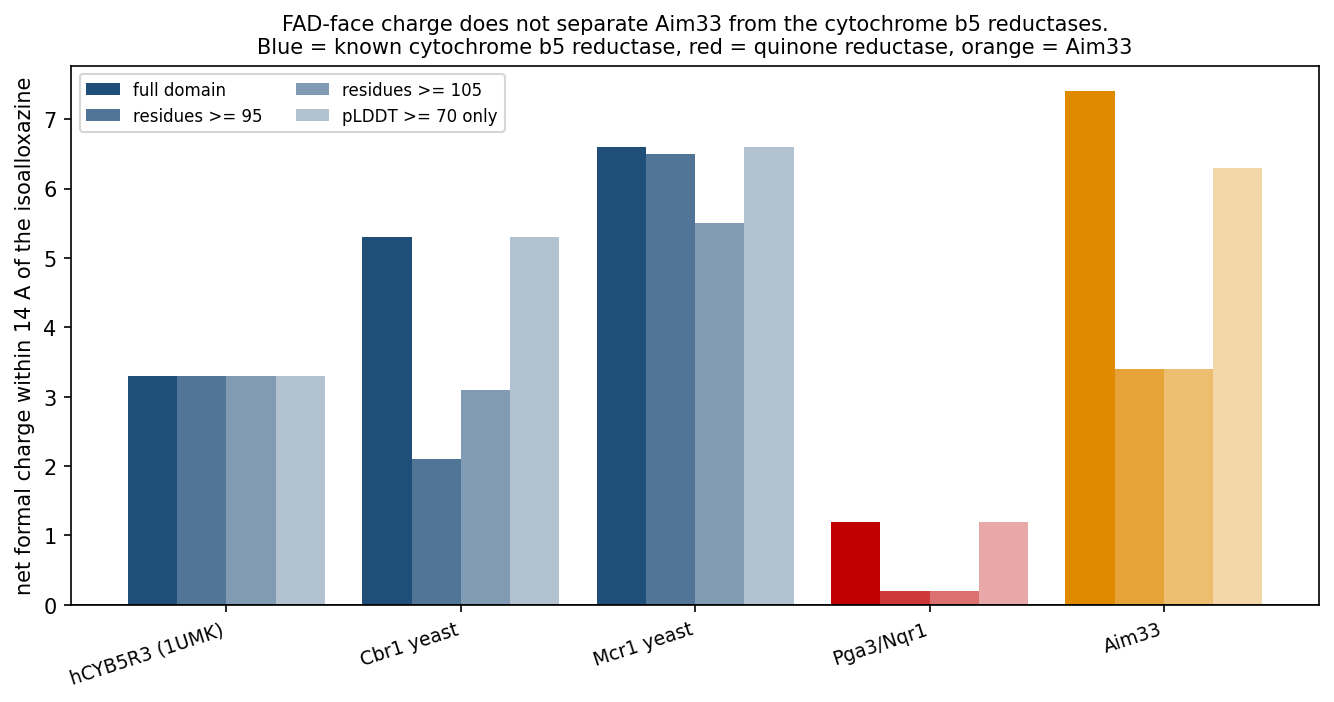 FAD-face charge does not separate Aim33 from the cytochrome b5 reductases.
Blue = known cytochrome b5 reductase, red = quinone reductase, orange = Aim33
full domain
residues >= 95
residues >= 105
pLDDT >= 70 only
net formal charge within 14 A of the isoalloxazine
7
6
5
4
3
2
1
0
hCYB5R3 (1UMK)
Cbr1 yeast
Mcr1 yeast
Pga3/Nqr1
Aim33